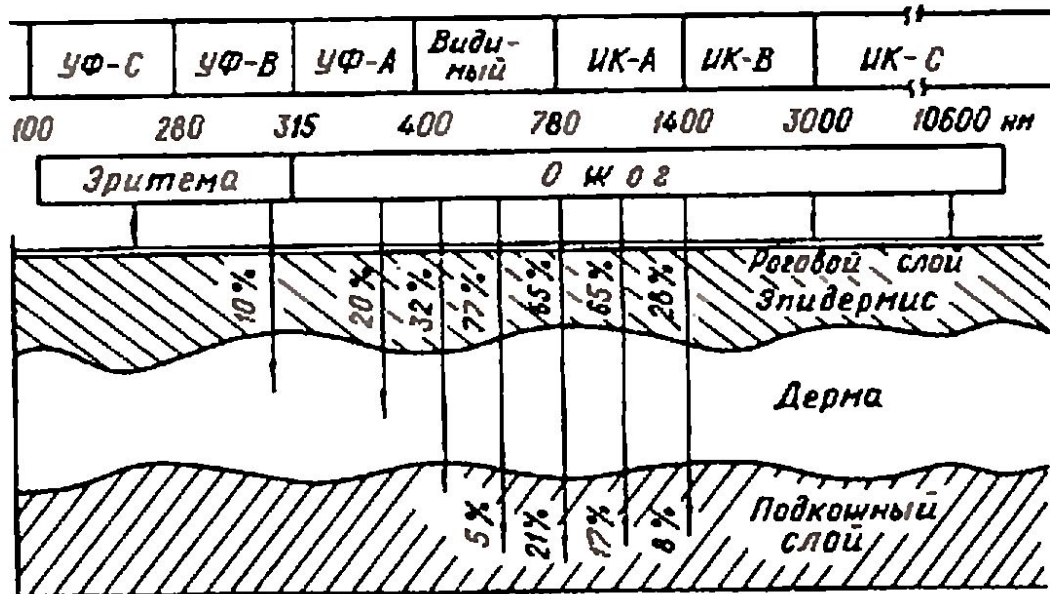 УФ-С УФ-В УФ-А Види-
мый ИК-А ИК-В ИК-С
100 280 315 400 780 1400 3000 10600 нм
Эритема Ожог
10% 20% 32% 77% 65% 65% 28%
Роговой слой
Эпидермис
Дерма
5% 21% 17% 8%
Подкожный
слой